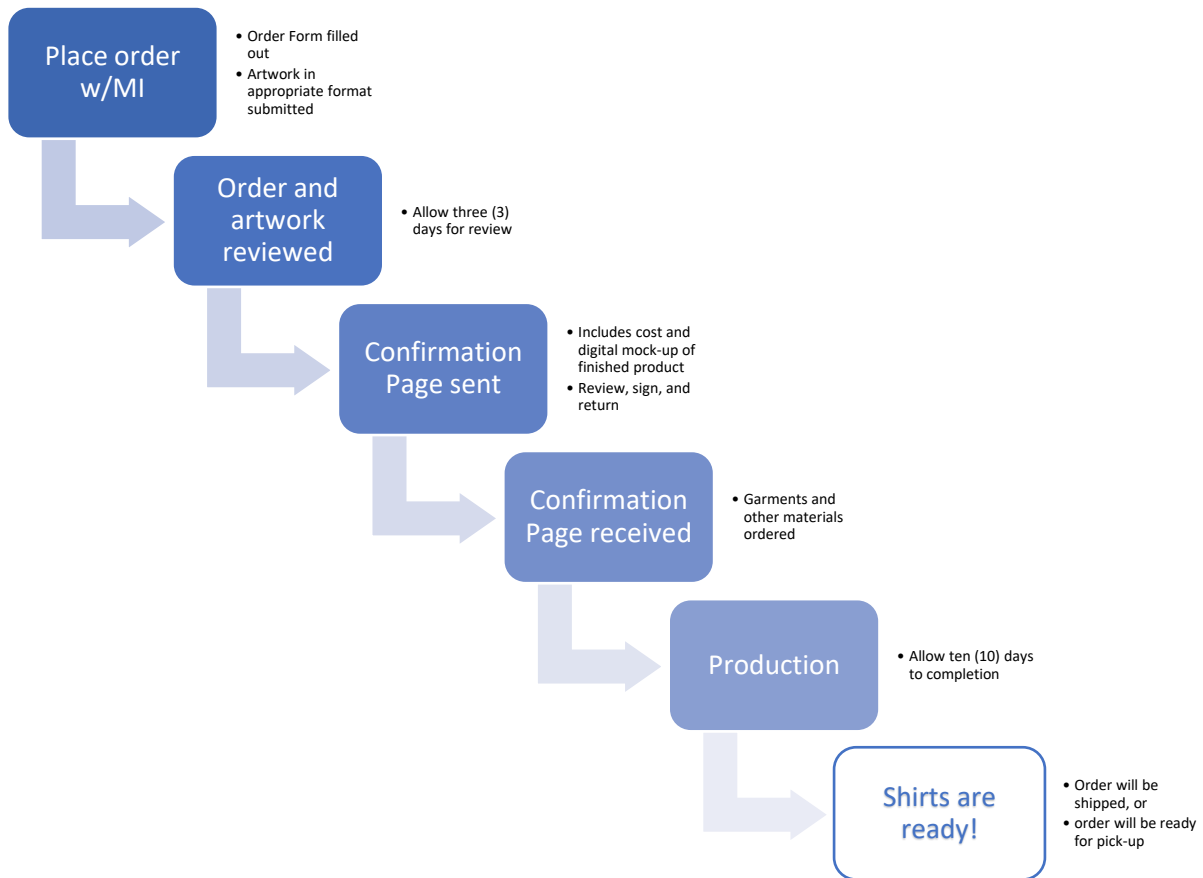 Place order
w/MI
• Order Form filled
out
• Artwork in
appropriate format
submitted
Order and
artwork
reviewed
• Allow three (3)
days for review
Confirmation
Page sent
• Includes cost and
digital mock-up of
finished product
• Review, sign, and
return
Confirmation
Page received
• Garments and
other materials
ordered
Production
• Allow ten (10) days
to completion
Shirts are
ready!
• Order will be
shipped, or
• order will be ready
for pick-up